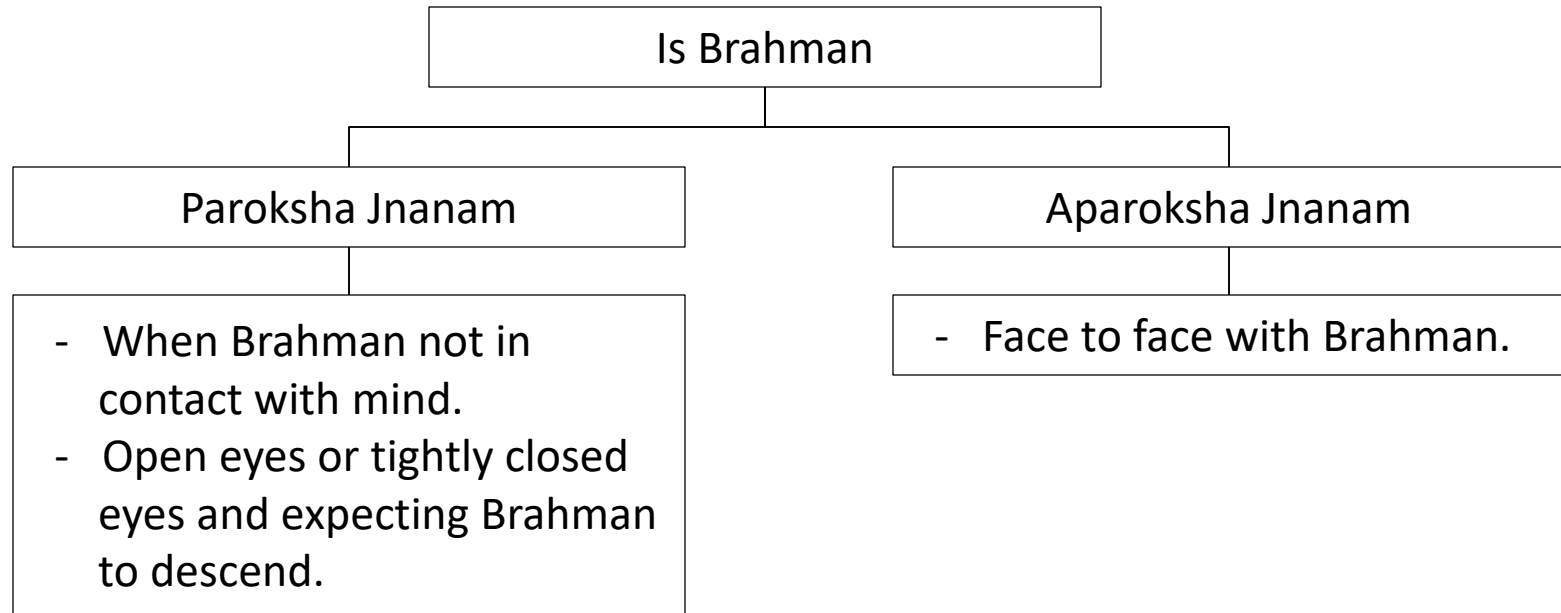 Is Brahman
Paroksha Jnanam
Aparoksha Jnanam
- When Brahman not in
contact with mind.
- Open eyes or tightly closed
eyes and expecting Brahman
to descend.
- Face to face with Brahman.